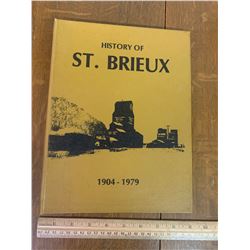 HISTORY OF
ST. BRIEUX
1904 - 1979